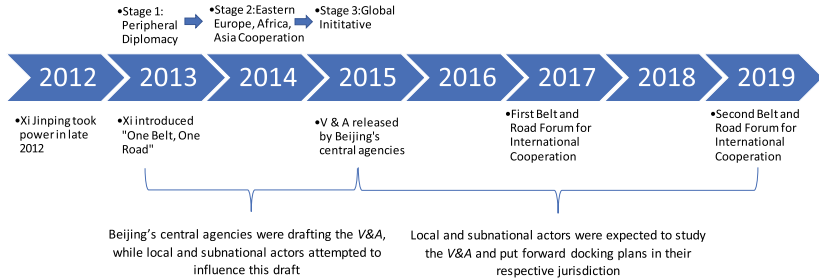 •Stage 1:
Peripheral
Diplomacy
•Stage 2:Eastern
Europe, Africa,
Asia Cooperation
•Stage 3:Global
Inititative
2012
2013
2014
2015
2016
2017
2018
2019
•Xi Jinping took
power in late
2012
•Xi introduced
"One Belt, One
Road"
•V & A released
by Beijing's
central agencies
•First Belt and
Road Forum for
International
Cooperation
•Second Belt and
Road Forum for
International
Cooperation
Beijing's central agencies were drafting the V&A,
while local and subnational actors attempted to
influence this draft
Local and subnational actors were expected to study
the V&A and put forward docking plans in their
respective jurisdiction